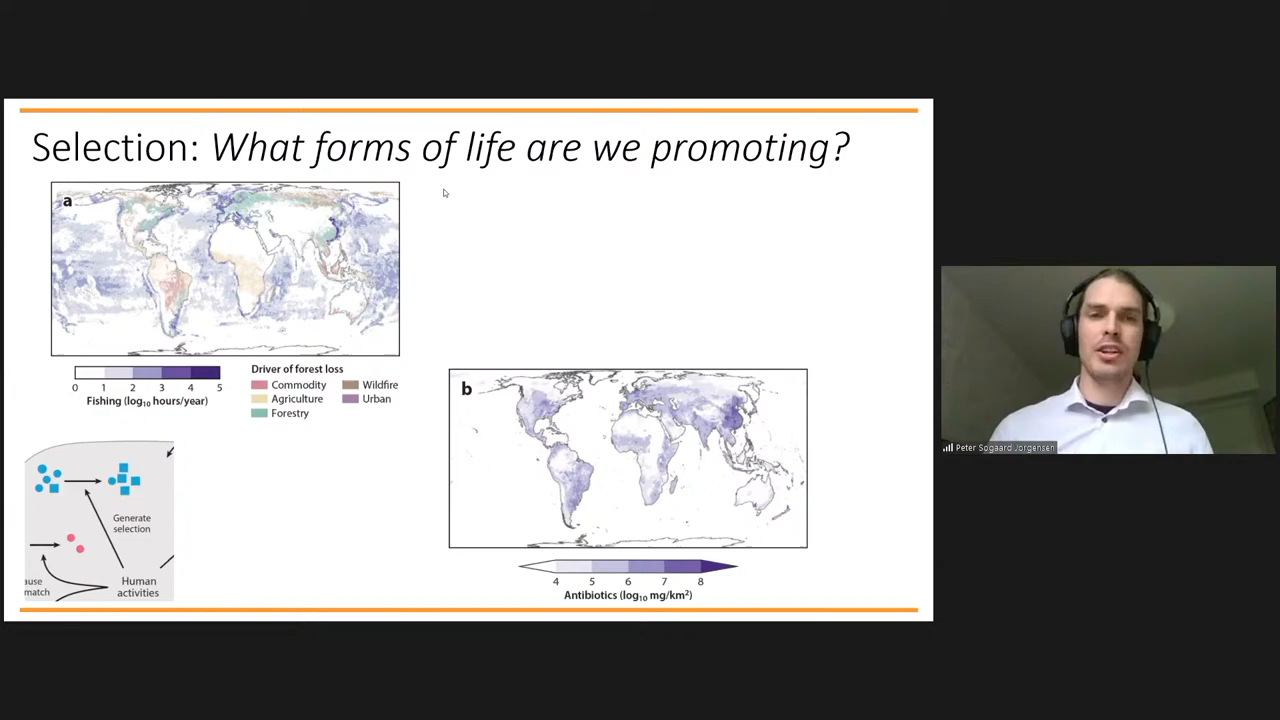 Selection: What forms of life are we promoting?
a
0 1 2 3 4 5
Fishing (log10 hours/year)
Driver of forest loss
Commodity
Wildfire
Agriculture
Urban
Forestry
b
4 5 6 7 8
Antibiotics (log10 mg/km2)
Generate
selection
ause
match
Human
activities
Peter Sogaard Jorgensen